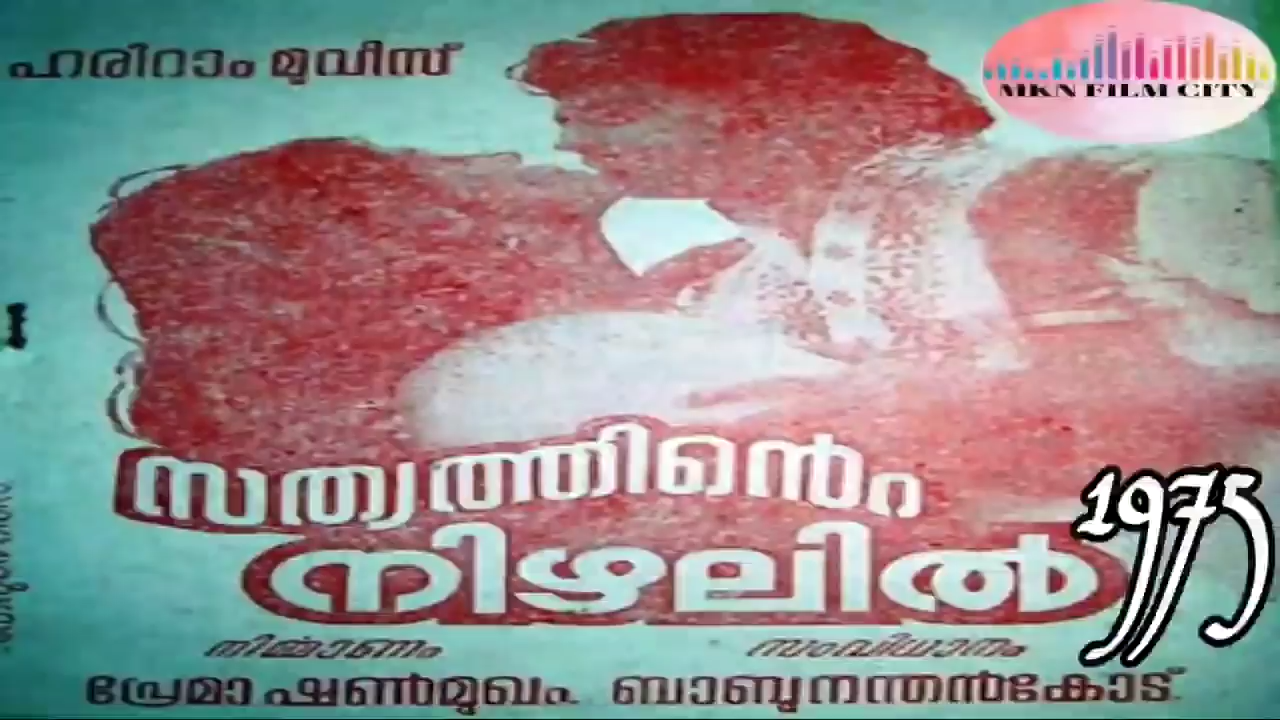 ഹരിറാം മൂവീസ്
MKN FILM CITY
സത്യത്തിൻെറ
നിഴലിൽ
1975
നിർമ്മാണം സംവിധാനം
പ്രേമാ ഷൺമുഖം. ബാബുനന്തൻകോട്.